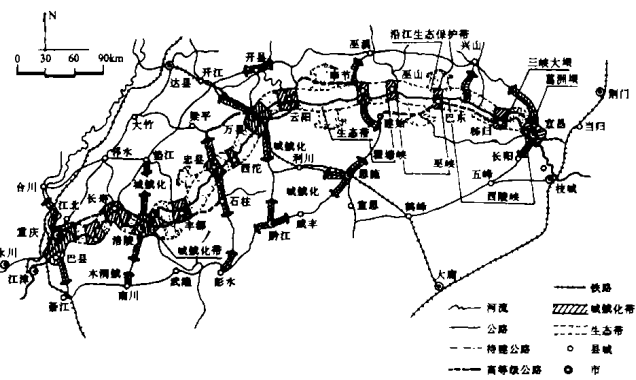 N
0 30 60 90km
沿江生态保护带
巫溪
兴山
开县
开江
达县
奉节
巫山
三峡大坝
葛洲坝
荆门
大竹
梁平
万县
云阳
巴东
秭归
宜昌
当归
生态带
建始
瞿塘峡
巫峡
长阳
垫江
忠县
西沱
城镇化
利川
恩施
五峰
枝城
西陵峡
合川
城镇化
石柱
城镇化
宣恩
鹤峰
江北
长寿
重庆
涪陵
丰都
黔江
咸丰
永川
巴县
城镇化带
江津
木洞镇
武隆
彭水
綦江
南川
大庸
河流
铁路
公路
城镇化带
待建公路
生态带
高等级公路
县城
市